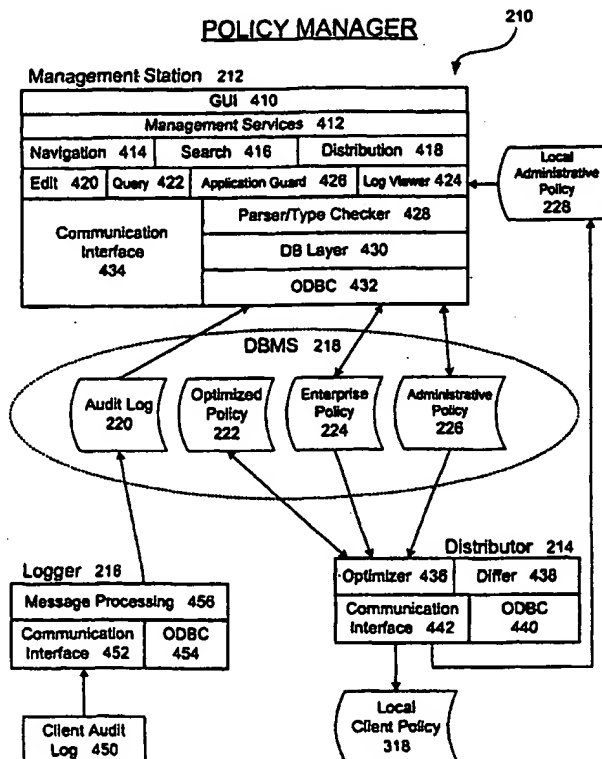 POLICY MANAGER
210
Management Station 212
GUI 410
Management Services 412
Navigation 414
Search 416
Distribution 418
Edit 420
Query 422
Application Guard 426
Log Viewer 424
Local
Administrative
Policy
228
Communication
Interface
434
Parser/Type Checker 428
DB Layer 430
ODBC 432
DBMS 218
Audit Log
220
Optimized
Policy
222
Enterprise
Policy
224
Administrative
Policy
226
Logger 216
Message Processing 456
Communication
Interface 452
ODBC
454
Client Audit
Log 450
Distributor 214
Optimizer 436
Differ 438
Communication
Interface 442
ODBC
440
Local
Client Policy
318